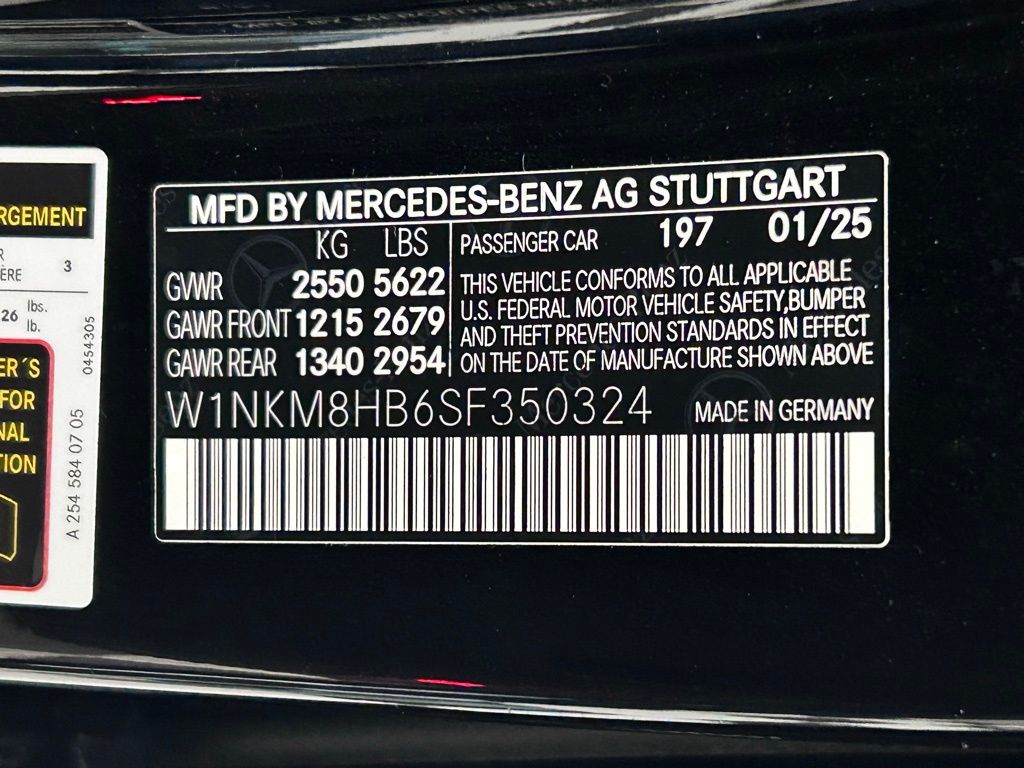 RGEMENT
3
ÈRE
26 lbs.
lb.
0454305
ER´S
FOR
NAL
TION
A 254 584 07 05
MFD BY MERCEDES-BENZ AG STUTTGART
KG LBS
GVWR 2550 5622
GAWR FRONT 1215 2679
GAWR REAR 1340 2954
PASSENGER CAR 197 01/25
THIS VEHICLE CONFORMS TO ALL APPLICABLE
U.S. FEDERAL MOTOR VEHICLE SAFETY,BUMPER
AND THEFT PREVENTION STANDARDS IN EFFECT
ON THE DATE OF MANUFACTURE SHOWN ABOVE
W1NKM8HB6SF350324 MADE IN GERMANY